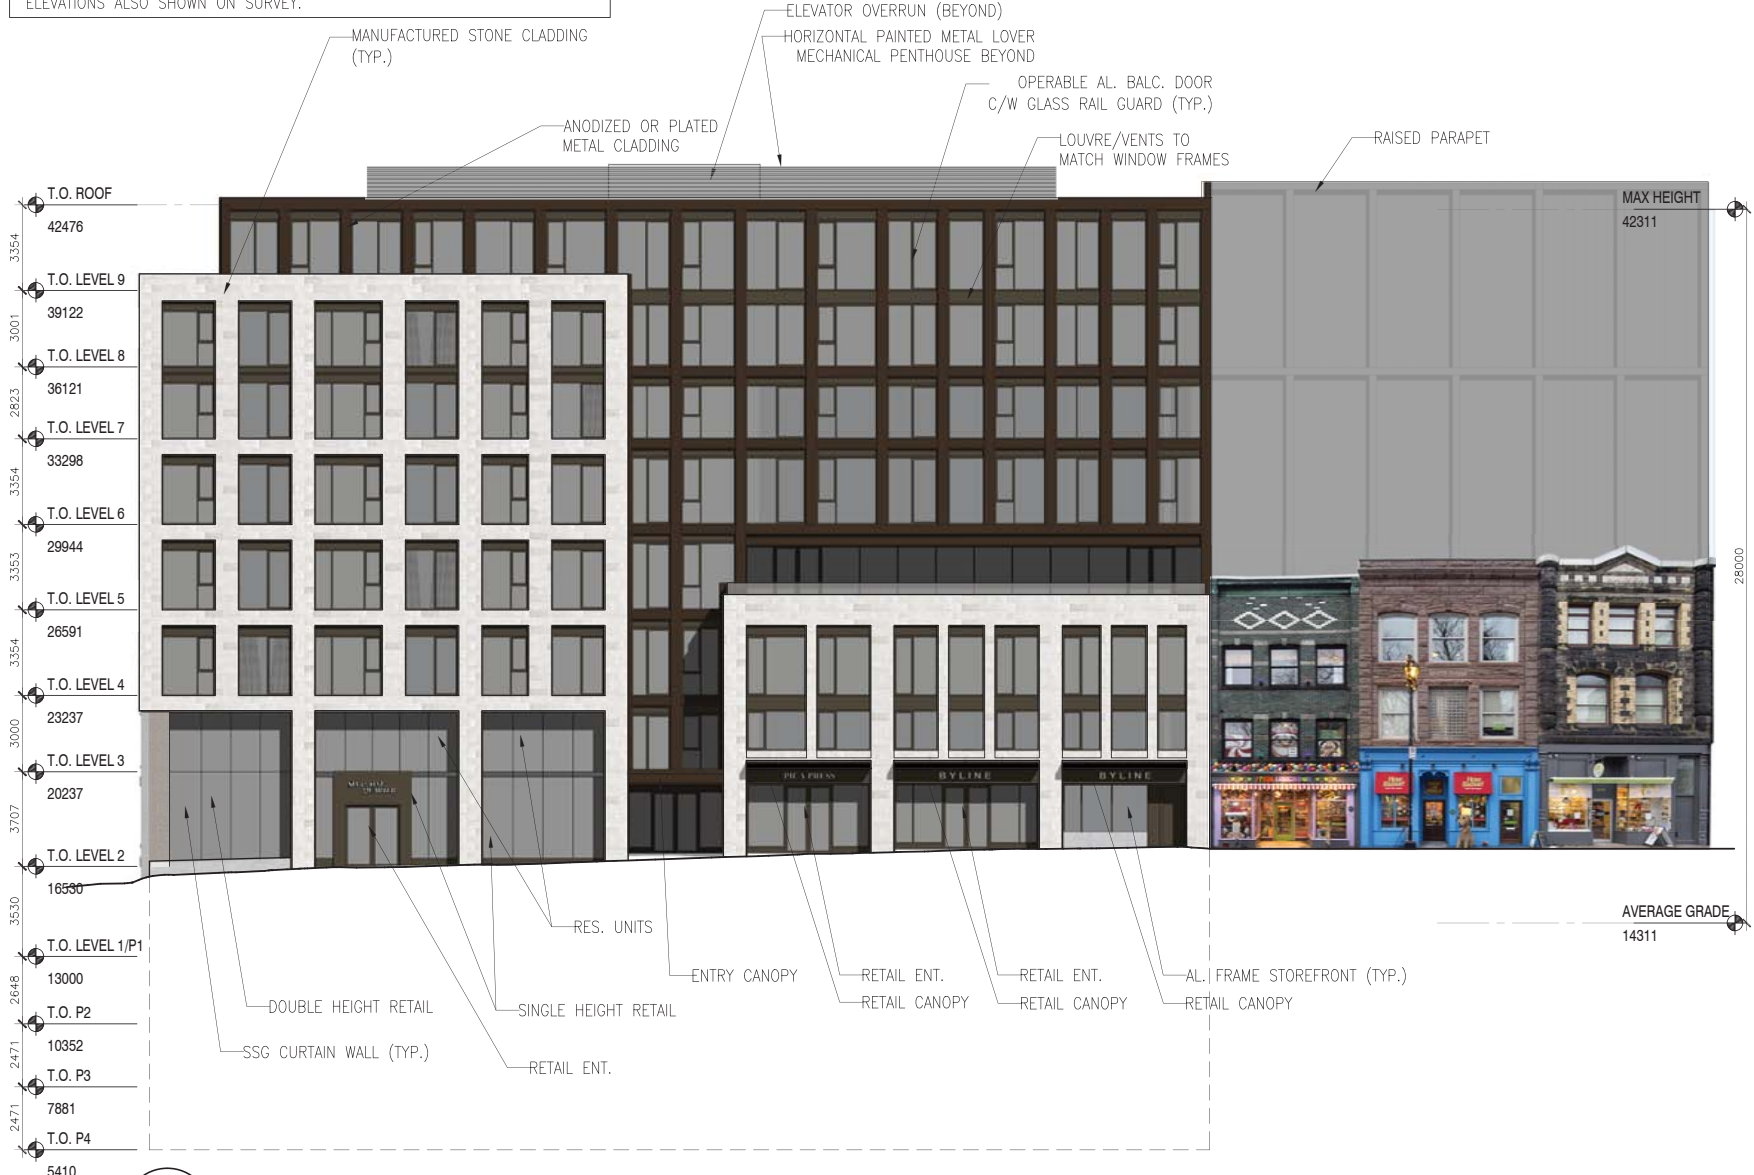 ELEVATIONS ALSO SHOWN ON SURVEY.
ELEVATOR OVERRUN (BEYOND)
MANUFACTURED STONE CLADDING
(TYP.)
HORIZONTAL PAINTED METAL LOVER
MECHANICAL PENTHOUSE BEYOND
OPERABLE AL. BALC. DOOR
C/W GLASS RAIL GUARD (TYP.)
ANODIZED OR PLATED
METAL CLADDING
LOUVRE/VENTS TO
MATCH WINDOW FRAMES
RAISED PARAPET
T.O. ROOF
42476
3354
T.O. LEVEL 9
39122
3001
T.O. LEVEL 8
36121
2823
T.O. LEVEL 7
33298
3354
T.O. LEVEL 6
29944
3353
T.O. LEVEL 5
26591
3354
T.O. LEVEL 4
23237
3000
T.O. LEVEL 3
20237
3707
T.O. LEVEL 2
16530
3530
T.O. LEVEL 1/P1
13000
2648
T.O. P2
10352
2471
T.O. P3
7881
2471
T.O. P4
5410
MAX HEIGHT
42311
28000
AVERAGE GRADE
14311
PIE & PRESS
BYLINE
BYLINE
RES. UNITS
ENTRY CANOPY
RETAIL ENT.
RETAIL CANOPY
RETAIL ENT.
RETAIL CANOPY
AL. FRAME STOREFRONT (TYP.)
RETAIL CANOPY
DOUBLE HEIGHT RETAIL
SINGLE HEIGHT RETAIL
SSG CURTAIN WALL (TYP.)
RETAIL ENT.